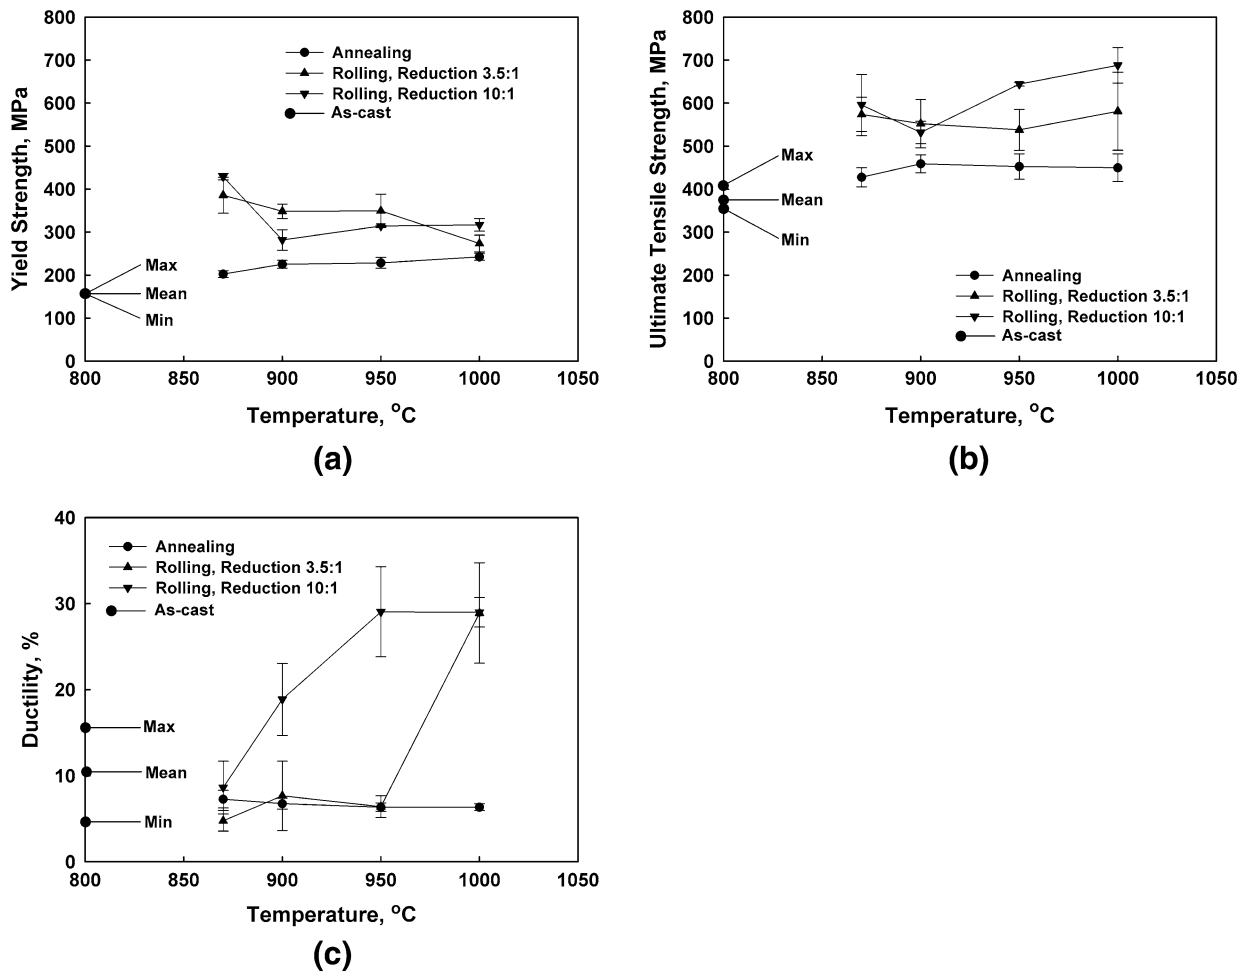 800
700
600
500
400
300
200
100
0
Yield Strength, MPa
Annealing
Rolling, Reduction 3.5:1
Rolling, Reduction 10:1
As-cast
Max
Mean
Min
800 850 900 950 1000 1050
Temperature, °C
(a)
800
700
600
500
400
300
200
100
0
Ultimate Tensile Strength, MPa
Max
Mean
Min
Annealing
Rolling, Reduction 3.5:1
Rolling, Reduction 10:1
As-cast
800 850 900 950 1000 1050
Temperature, °C
(b)
40
30
20
10
0
Ductility, %
Annealing
Rolling, Reduction 3.5:1
Rolling, Reduction 10:1
As-cast
Max
Mean
Min
800 850 900 950 1000 1050
Temperature, °C
(c)